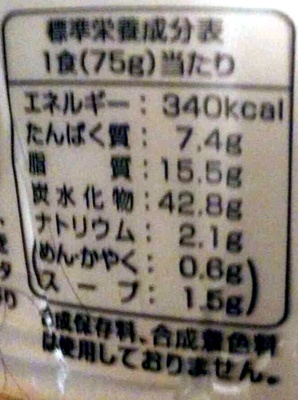 標準栄養成分表
1食(75g)当たり
エネルギー: 340kcal
たんぱく質: 7.4g
脂質: 15.5g
炭水化物: 42.8g
ナトリウム: 2.1g
(めん・かやく: 0.6g
スープ: 1.5g)
成保存料、合成着色料
は使用しておりません。